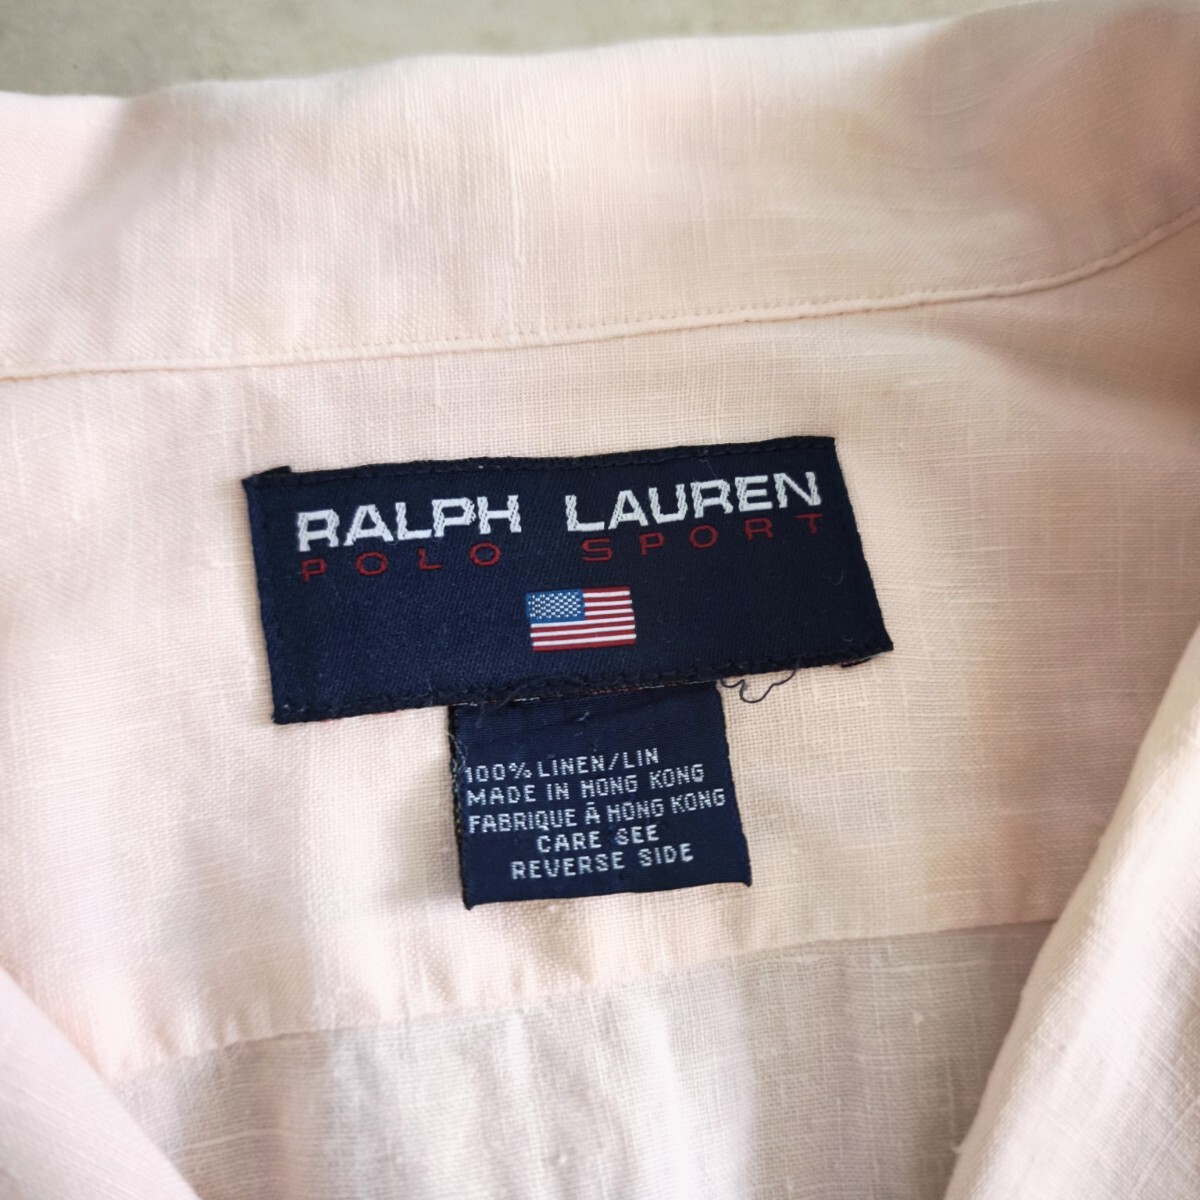 RALPH LAUREN
POLO SPORT
100% LINEN/LIN
MADE IN HONG KONG
FABRIQUE À HONG KONG
CARE SEE
REVERSE SIDE